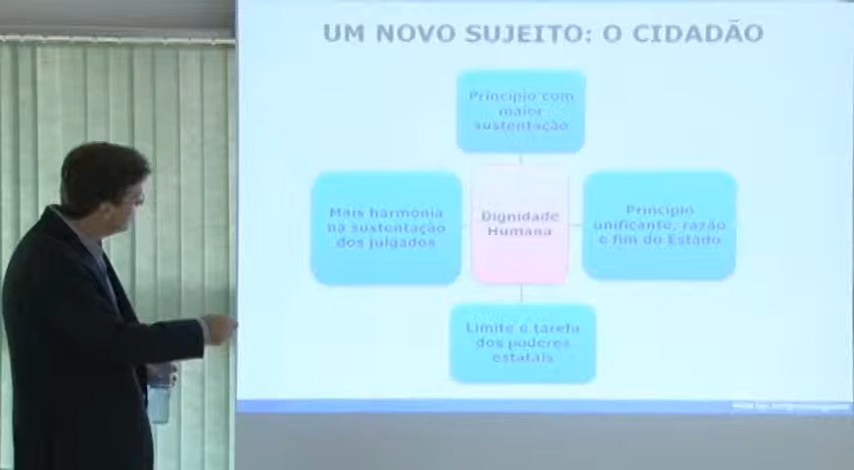 UM NOVO SUJEITO: O CIDADÃO
Princípio com
maior
sustentação
Mais harmonia
na sustentação
dos julgados
Dignidade
Humana
Princípio
unificante, razão
e fim do Estado
Limite e tarefa
dos poderes
estatais